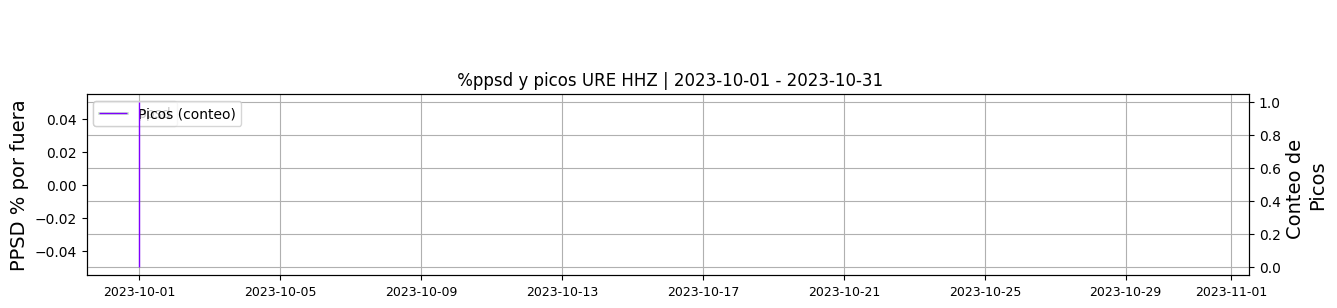 %ppsd y picos URE HHZ | 2023-10-01 - 2023-10-31
Picos (conteo)
PPSD % por fuera
0.04
0.02
0.00
−0.02
−0.04
1.0
0.8
0.6
0.4
0.2
0.0
Conteo de
Picos
2023-10-01 2023-10-05 2023-10-09 2023-10-13 2023-10-17 2023-10-21 2023-10-25 2023-10-29 2023-11-01